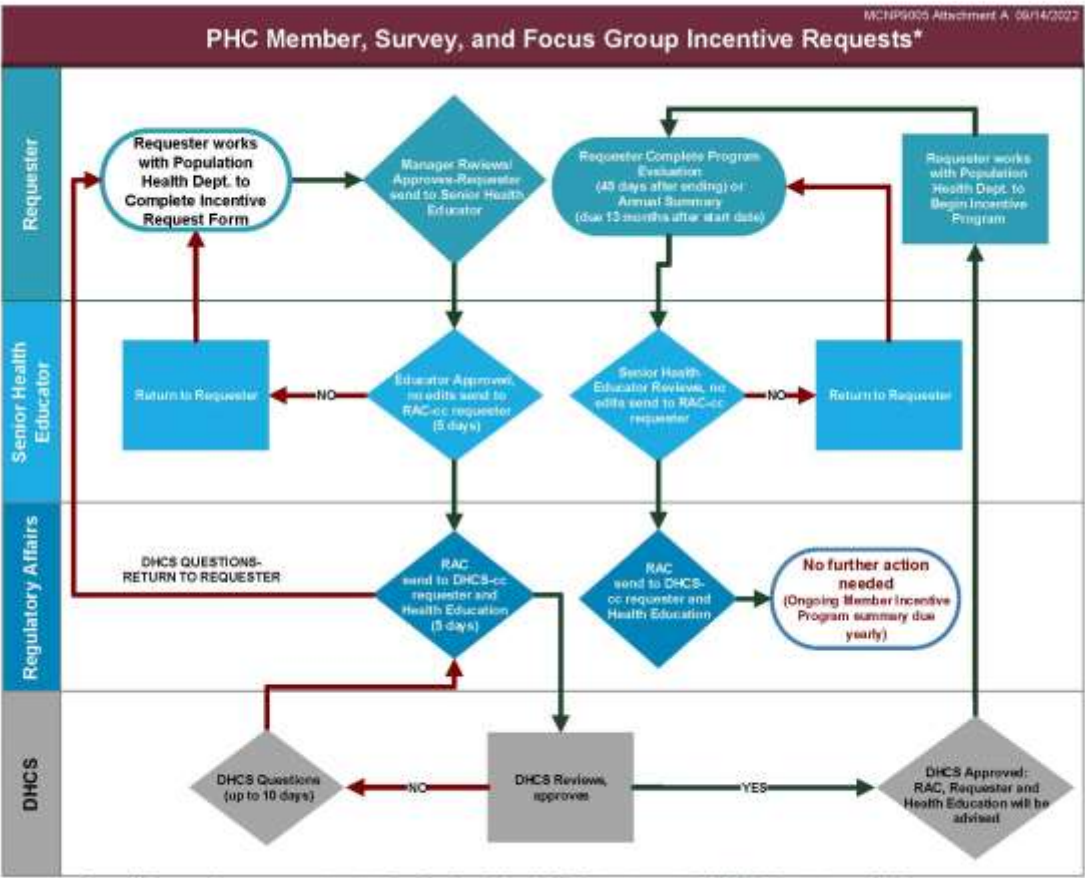 MCNP9005 Attachment A 09/14/2022
PHC Member, Survey, and Focus Group Incentive Requests*
Requester
Requester works
with Population
Health Dept. to
Complete Incentive
Request Form
Manager Reviews/
Approves-Requester
send to Senior Health
Educator
Requester Complete Program
Evaluation
(45 days after ending) or
Annual Summary
(due 13 months after start date)
Requester works
with Population
Health Dept. to
Begin Incentive
Program
Senior Health
Educator
Return to Requester
NO
Educator Approved,
no edits send to
RAC-cc requester
(5 days)
Senior Health
Educator Reviews, no
edits send to RAC-cc
requester
NO
Return to Requester
Regulatory Affairs
DHCS QUESTIONS-
RETURN TO REQUESTER
RAC
send to DHCS-cc
requester and
Health Education
(5 days)
RAC
send to DHCS-
cc requester and
Health Education
No further action
needed
(Ongoing Member Incentive
Program summary due
yearly)
DHCS
DHCS Questions
(up to 10 days)
NO
DHCS Reviews,
approves
YES
DHCS Approved:
RAC, Requester and
Health Education will be
advised